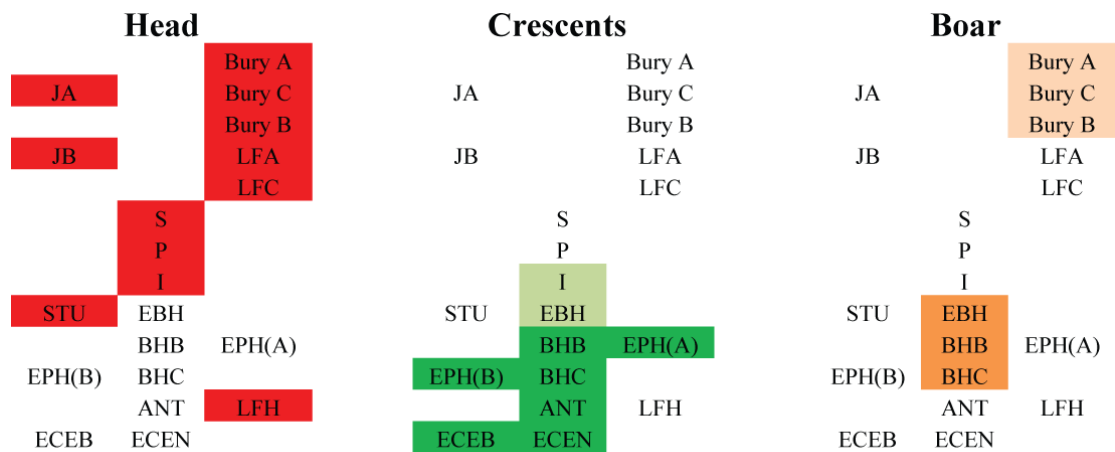 Head Crescents Boar
Bury A Bury A Bury A
JA Bury C JA Bury C JA Bury C
Bury B Bury B Bury B
JB LFA JB LFA JB LFA
LFC LFC LFC
S S S
P P P
I I I
STU EBH STU EBH STU EBH
BHB EPH(A) BHB EPH(A) BHB EPH(A)
EPH(B) BHC EPH(B) BHC EPH(B) BHC
ANT LFH ANT LFH ANT LFH
ECEB ECEN ECEB ECEN ECEB ECEN